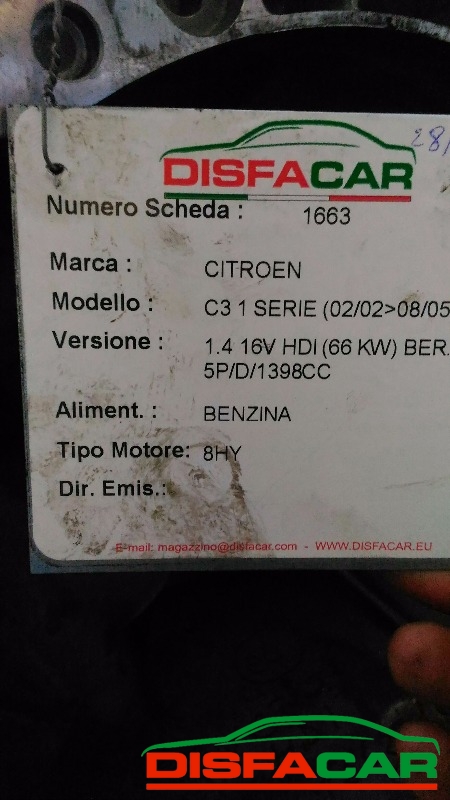 28/
DISFACAR
Numero Scheda : 1663
Marca : CITROEN
Modello : C3 1 SERIE (02/02>08/05
Versione : 1.4 16V HDI (66 KW) BER.
5P/D/1398CC
Aliment. : BENZINA
Tipo Motore: 8HY
Dir. Emis.:
E-mail: magazzino@disfacar.com - WWW.DISFACAR.EU
DISFACAR